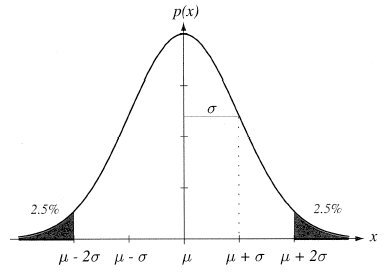 p(x)
σ
2.5% 2.5%
x
μ - 2σ μ - σ μ μ + σ μ + 2σ